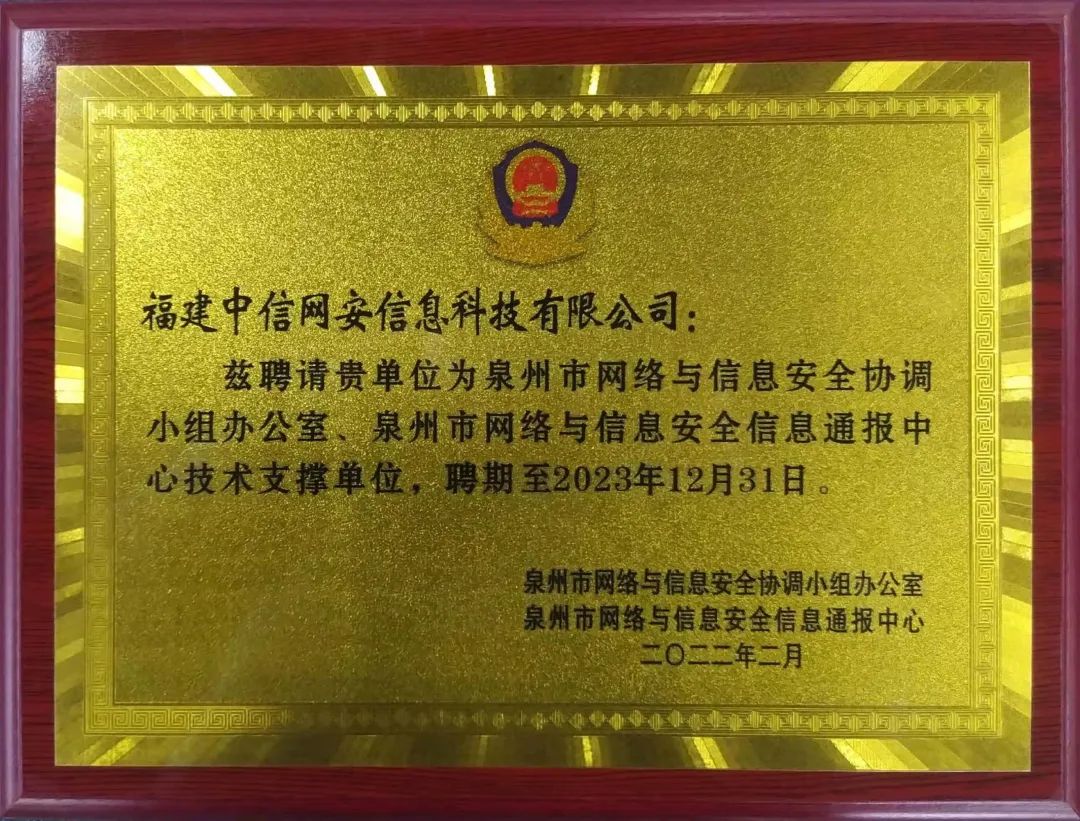 福建中信网安信息科技有限公司：
兹聘请贵单位为泉州市网络与信息安全协调
小组办公室、泉州市网络与信息安全信息通报中
心技术支撑单位，聘期至2023年12月31日。
泉州市网络与信息安全协调小组办公室
泉州市网络与信息安全信息通报中心
二〇二二年二月